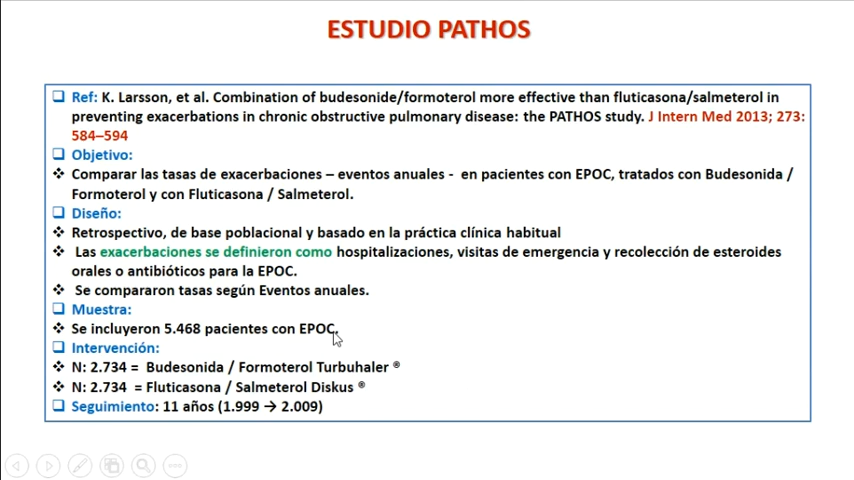 ESTUDIO PATHOS
Ref: K. Larsson, et al. Combination of budesonide/formoterol more effective than fluticasona/salmeterol in
preventing exacerbations in chronic obstructive pulmonary disease: the PATHOS study. J Intern Med 2013; 273:
584–594
Objetivo:
Comparar las tasas de exacerbaciones – eventos anuales - en pacientes con EPOC, tratados con Budesonida /
Formoterol y con Fluticasona / Salmeterol.
Diseño:
Retrospectivo, de base poblacional y basado en la práctica clínica habitual
Las exacerbaciones se definieron como hospitalizaciones, visitas de emergencia y recolección de esteroides
orales o antibióticos para la EPOC.
Se compararon tasas según Eventos anuales.
Muestra:
Se incluyeron 5.468 pacientes con EPOC.
Intervención:
N: 2.734 = Budesonida / Formoterol Turbuhaler ®
N: 2.734 = Fluticasona / Salmeterol Diskus ®
Seguimiento: 11 años (1.999 → 2.009)